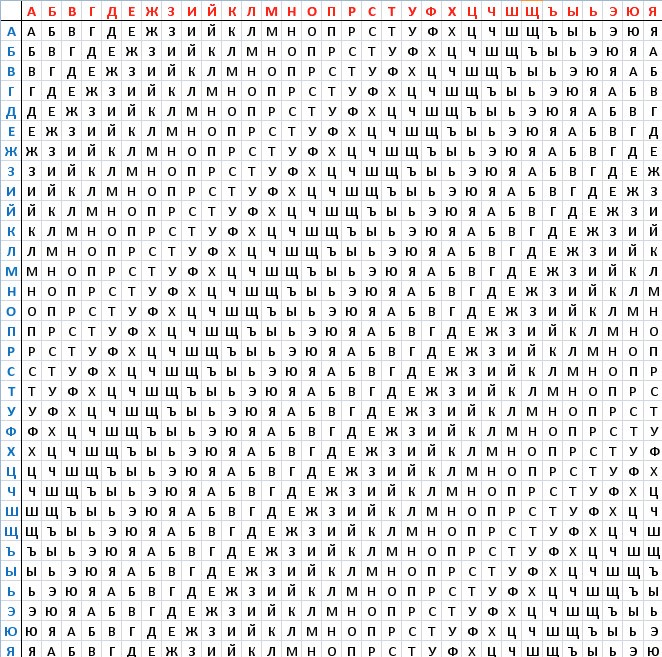 А Б В Г Д Е Ж З И Й К Л М Н О П Р С Т У Ф Х Ц Ч Ш Щ Ъ Ы Ь Э Ю Я
А А Б В Г Д Е Ж З И Й К Л М Н О П Р С Т У Ф Х Ц Ч Ш Щ Ъ Ы Ь Э Ю Я
Б Б В Г Д Е Ж З И Й К Л М Н О П Р С Т У Ф Х Ц Ч Ш Щ Ъ Ы Ь Э Ю Я А
В В Г Д Е Ж З И Й К Л М Н О П Р С Т У Ф Х Ц Ч Ш Щ Ъ Ы Ь Э Ю Я А Б
Г Г Д Е Ж З И Й К Л М Н О П Р С Т У Ф Х Ц Ч Ш Щ Ъ Ы Ь Э Ю Я А Б В
Д Д Е Ж З И Й К Л М Н О П Р С Т У Ф Х Ц Ч Ш Щ Ъ Ы Ь Э Ю Я А Б В Г
Е Е Ж З И Й К Л М Н О П Р С Т У Ф Х Ц Ч Ш Щ Ъ Ы Ь Э Ю Я А Б В Г Д
Ж Ж З И Й К Л М Н О П Р С Т У Ф Х Ц Ч Ш Щ Ъ Ы Ь Э Ю Я А Б В Г Д Е
З З И Й К Л М Н О П Р С Т У Ф Х Ц Ч Ш Щ Ъ Ы Ь Э Ю Я А Б В Г Д Е Ж
И И Й К Л М Н О П Р С Т У Ф Х Ц Ч Ш Щ Ъ Ы Ь Э Ю Я А Б В Г Д Е Ж З
Й Й К Л М Н О П Р С Т У Ф Х Ц Ч Ш Щ Ъ Ы Ь Э Ю Я А Б В Г Д Е Ж З И
К К Л М Н О П Р С Т У Ф Х Ц Ч Ш Щ Ъ Ы Ь Э Ю Я А Б В Г Д Е Ж З И Й
Л Л М Н О П Р С Т У Ф Х Ц Ч Ш Щ Ъ Ы Ь Э Ю Я А Б В Г Д Е Ж З И Й К
М М Н О П Р С Т У Ф Х Ц Ч Ш Щ Ъ Ы Ь Э Ю Я А Б В Г Д Е Ж З И Й К Л
Н Н О П Р С Т У Ф Х Ц Ч Ш Щ Ъ Ы Ь Э Ю Я А Б В Г Д Е Ж З И Й К Л М
О О П Р С Т У Ф Х Ц Ч Ш Щ Ъ Ы Ь Э Ю Я А Б В Г Д Е Ж З И Й К Л М Н
П П Р С Т У Ф Х Ц Ч Ш Щ Ъ Ы Ь Э Ю Я А Б В Г Д Е Ж З И Й К Л М Н О
Р Р С Т У Ф Х Ц Ч Ш Щ Ъ Ы Ь Э Ю Я А Б В Г Д Е Ж З И Й К Л М Н О П
С С Т У Ф Х Ц Ч Ш Щ Ъ Ы Ь Э Ю Я А Б В Г Д Е Ж З И Й К Л М Н О П Р
Т Т У Ф Х Ц Ч Ш Щ Ъ Ы Ь Э Ю Я А Б В Г Д Е Ж З И Й К Л М Н О П Р С
У У Ф Х Ц Ч Ш Щ Ъ Ы Ь Э Ю Я А Б В Г Д Е Ж З И Й К Л М Н О П Р С Т
Ф Ф Х Ц Ч Ш Щ Ъ Ы Ь Э Ю Я А Б В Г Д Е Ж З И Й К Л М Н О П Р С Т У
Х Х Ц Ч Ш Щ Ъ Ы Ь Э Ю Я А Б В Г Д Е Ж З И Й К Л М Н О П Р С Т У Ф
Ц Ц Ч Ш Щ Ъ Ы Ь Э Ю Я А Б В Г Д Е Ж З И Й К Л М Н О П Р С Т У Ф Х
Ч Ч Ш Щ Ъ Ы Ь Э Ю Я А Б В Г Д Е Ж З И Й К Л М Н О П Р С Т У Ф Х Ц
Ш Ш Щ Ъ Ы Ь Э Ю Я А Б В Г Д Е Ж З И Й К Л М Н О П Р С Т У Ф Х Ц Ч
Щ Щ Ъ Ы Ь Э Ю Я А Б В Г Д Е Ж З И Й К Л М Н О П Р С Т У Ф Х Ц Ч Ш
Ъ Ъ Ы Ь Э Ю Я А Б В Г Д Е Ж З И Й К Л М Н О П Р С Т У Ф Х Ц Ч Ш Щ
Ы Ы Ь Э Ю Я А Б В Г Д Е Ж З И Й К Л М Н О П Р С Т У Ф Х Ц Ч Ш Щ Ъ
Ь Ь Э Ю Я А Б В Г Д Е Ж З И Й К Л М Н О П Р С Т У Ф Х Ц Ч Ш Щ Ъ Ы
Э Э Ю Я А Б В Г Д Е Ж З И Й К Л М Н О П Р С Т У Ф Х Ц Ч Ш Щ Ъ Ы Ь
Ю Ю Я А Б В Г Д Е Ж З И Й К Л М Н О П Р С Т У Ф Х Ц Ч Ш Щ Ъ Ы Ь Э
Я Я А Б В Г Д Е Ж З И Й К Л М Н О П Р С Т У Ф Х Ц Ч Ш Щ Ъ Ы Ь Э Ю